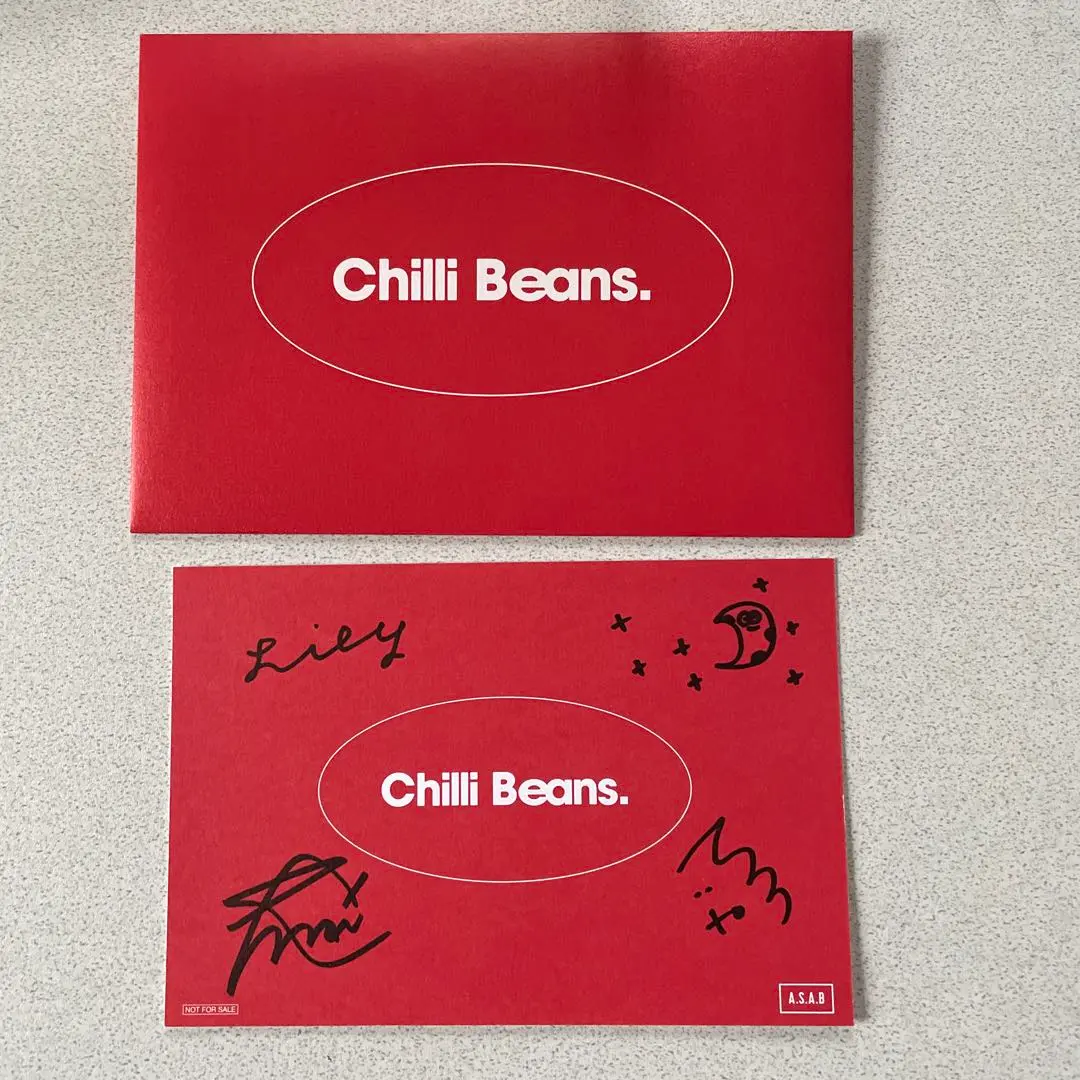 Chilli Beans.
Lily
Chilli Beans.
NOT FOR SALE
A.S.A.B